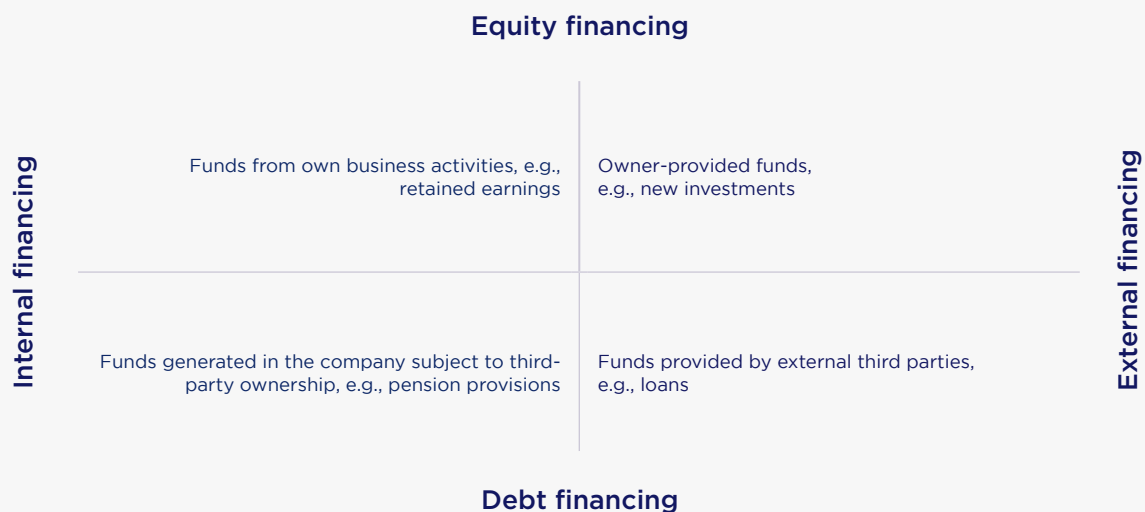 Equity financing
Internal financing
Funds from own business activities, e.g.,
retained earnings
Owner-provided funds,
e.g., new investments
External financing
Funds generated in the company subject to third-
party ownership, e.g., pension provisions
Funds provided by external third parties,
e.g., loans
Debt financing